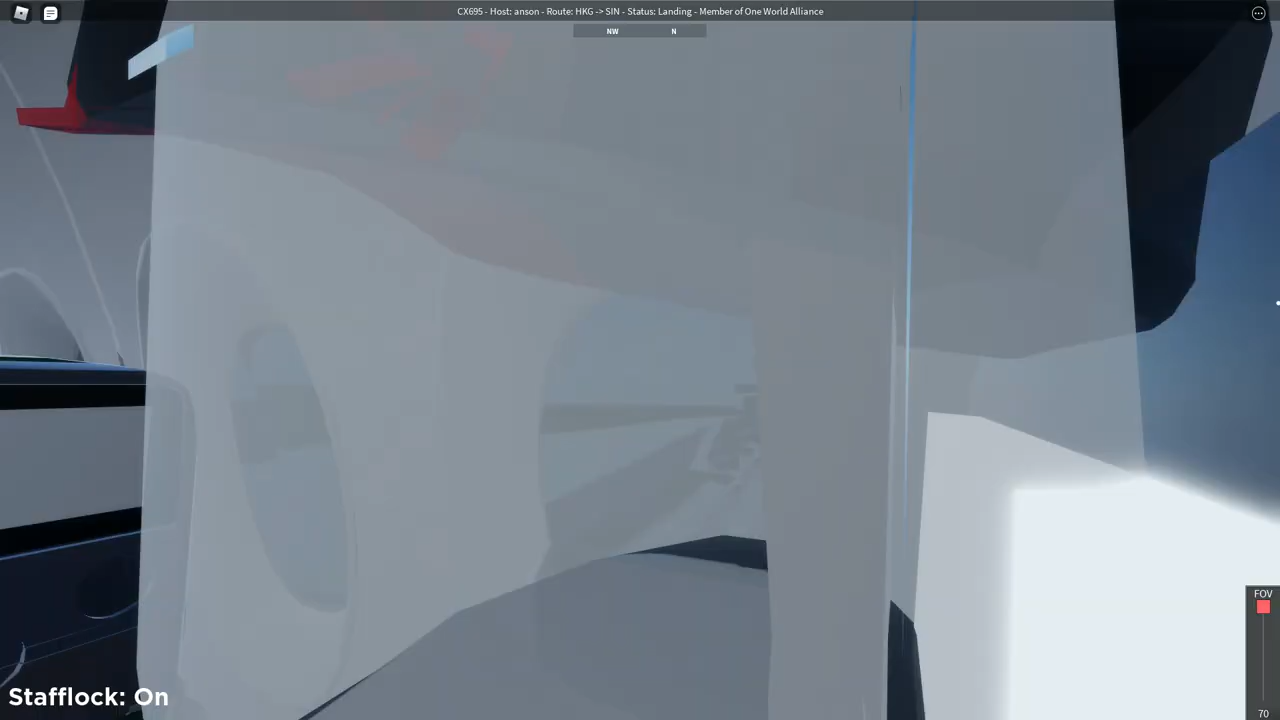 CX695 - Host: anson - Route: HKG -> SIN - Status: Landing - Member of One World Alliance
NW N
FOV
70
Stafflock: On